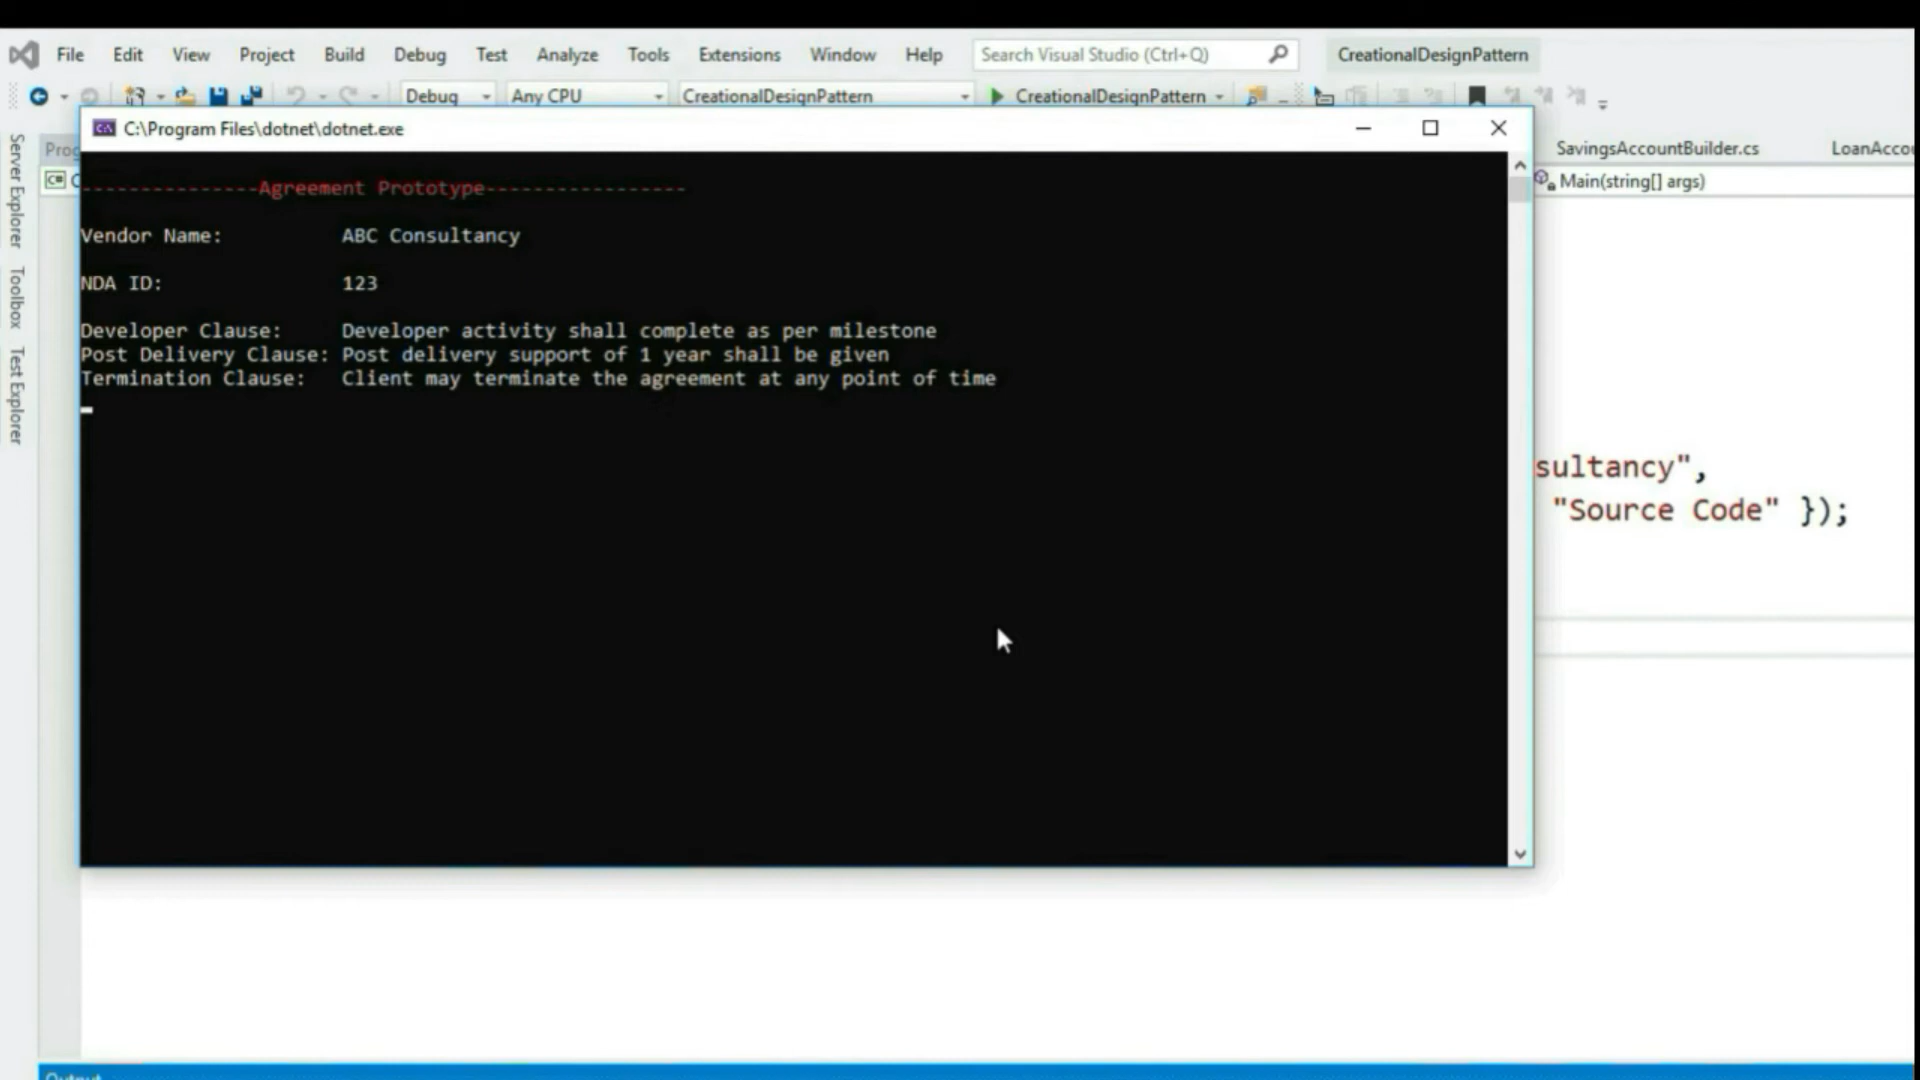 File Edit View Project Build Debug Test Analyze Tools Extensions Window Help Search Visual Studio (Ctrl+Q) CreationalDesignPattern
Debug Any CPU CreationalDesignPattern CreationalDesignPattern
C:\Program Files\dotnet\dotnet.exe
Server Explorer
Toolbox
Test Explorer
Prog
SavingsAccountBuilder.cs LoanAccou
C#
Main(string[] args)
---------------Agreement Prototype-----------------
Vendor Name: ABC Consultancy
NDA ID: 123
Developer Clause: Developer activity shall complete as per milestone
Post Delivery Clause: Post delivery support of 1 year shall be given
Termination Clause: Client may terminate the agreement at any point of time
sultancy",
"Source Code" });
Output